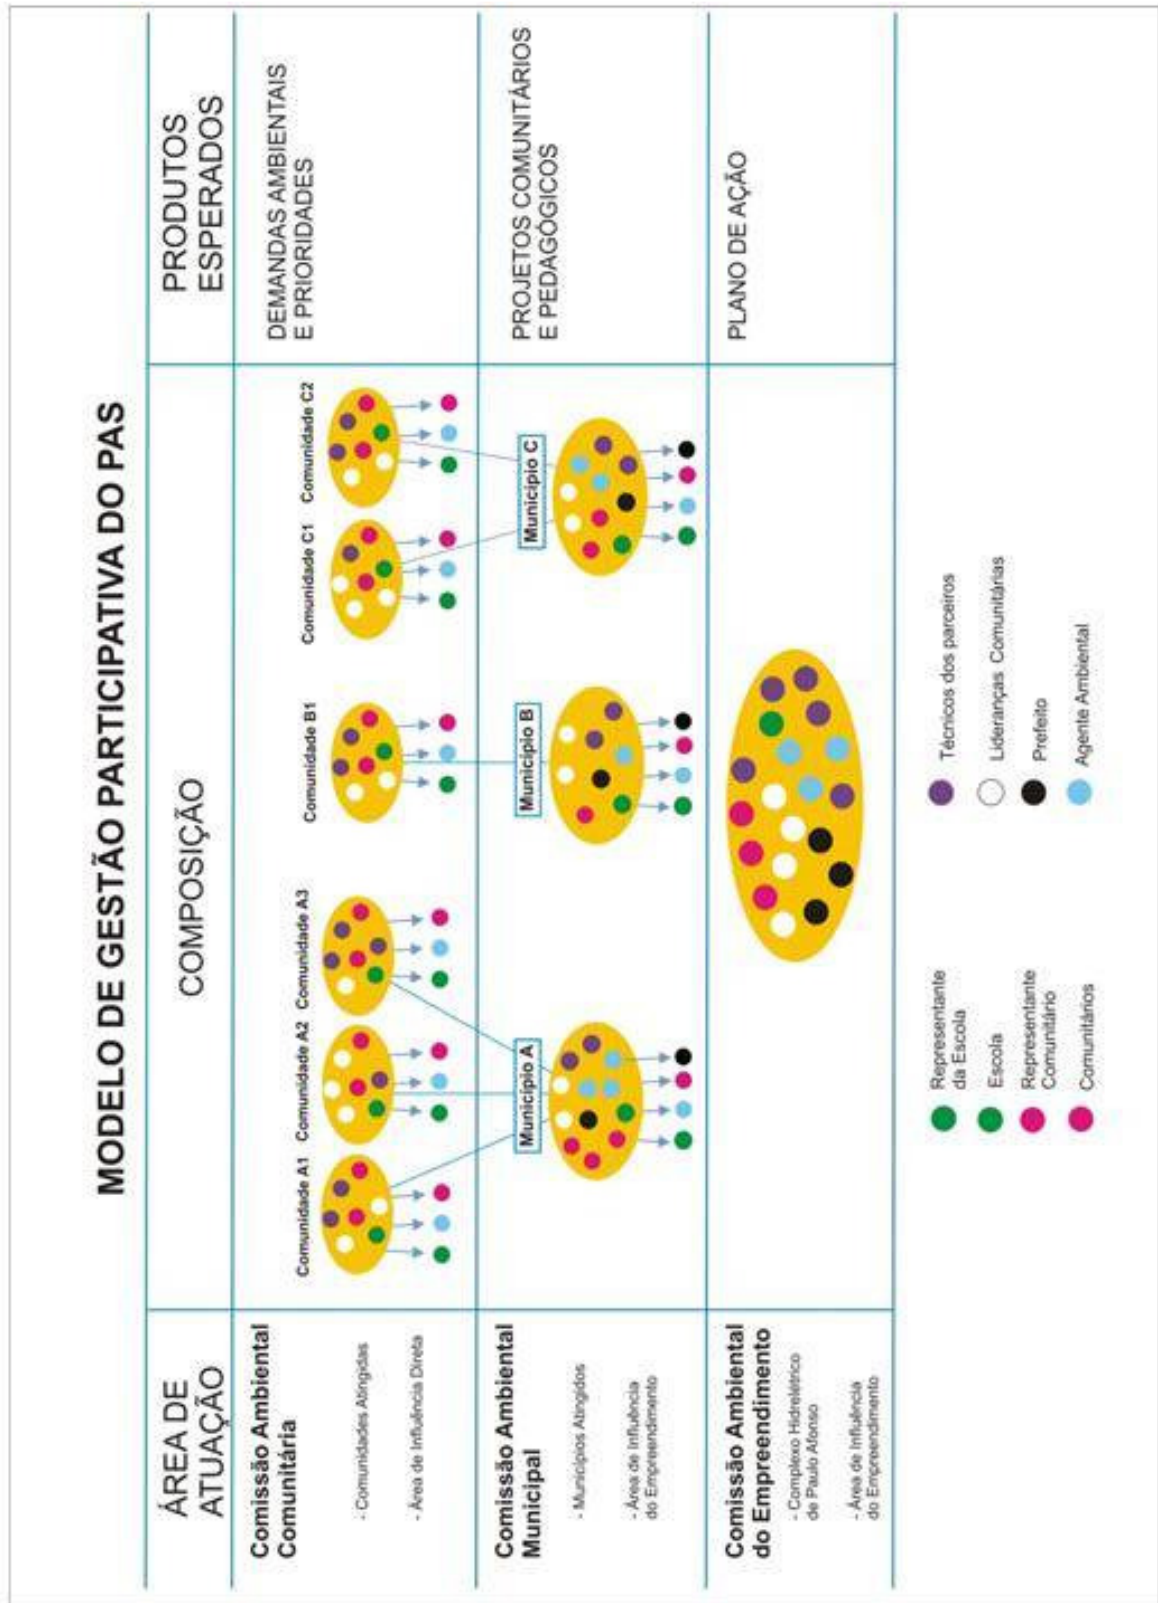 MODELO DE GESTÃO PARTICIPATIVA DO PAS
ÁREA DE
ATUAÇÃO
COMPOSIÇÃO
PRODUTOS
ESPERADOS
Comissão Ambiental
Comunitária
- Comunidades Atingidas
- Área de Influência Direta
Comunidade A1
Comunidade A2
Comunidade A3
Comunidade B1
Comunidade C1
Comunidade C2
DEMANDAS AMBIENTAIS
E PRIORIDADES
Comissão Ambiental
Municipal
- Municípios Atingidos
- Área de Influência
do Empreendimento
Município A
Município B
Município C
PROJETOS COMUNITÁRIOS
E PEDAGÓGICOS
Comissão Ambiental
do Empreendimento
- Complexo Hidrelétrico
de Paulo Afonso
- Área de Influência
do Empreendimento
PLANO DE AÇÃO
Representante
da Escola
Escola
Representante
Comunitário
Comunitários
Técnicos dos parceiros
Lideranças Comunitárias
Prefeito
Agente Ambiental